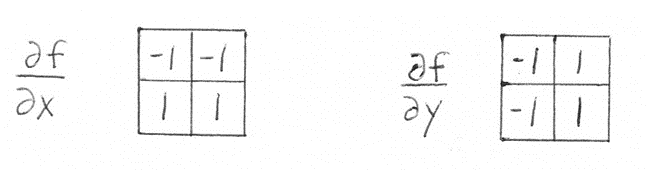 ∂f/∂x -1 -1
1 1
∂f/∂y -1 1
-1 1